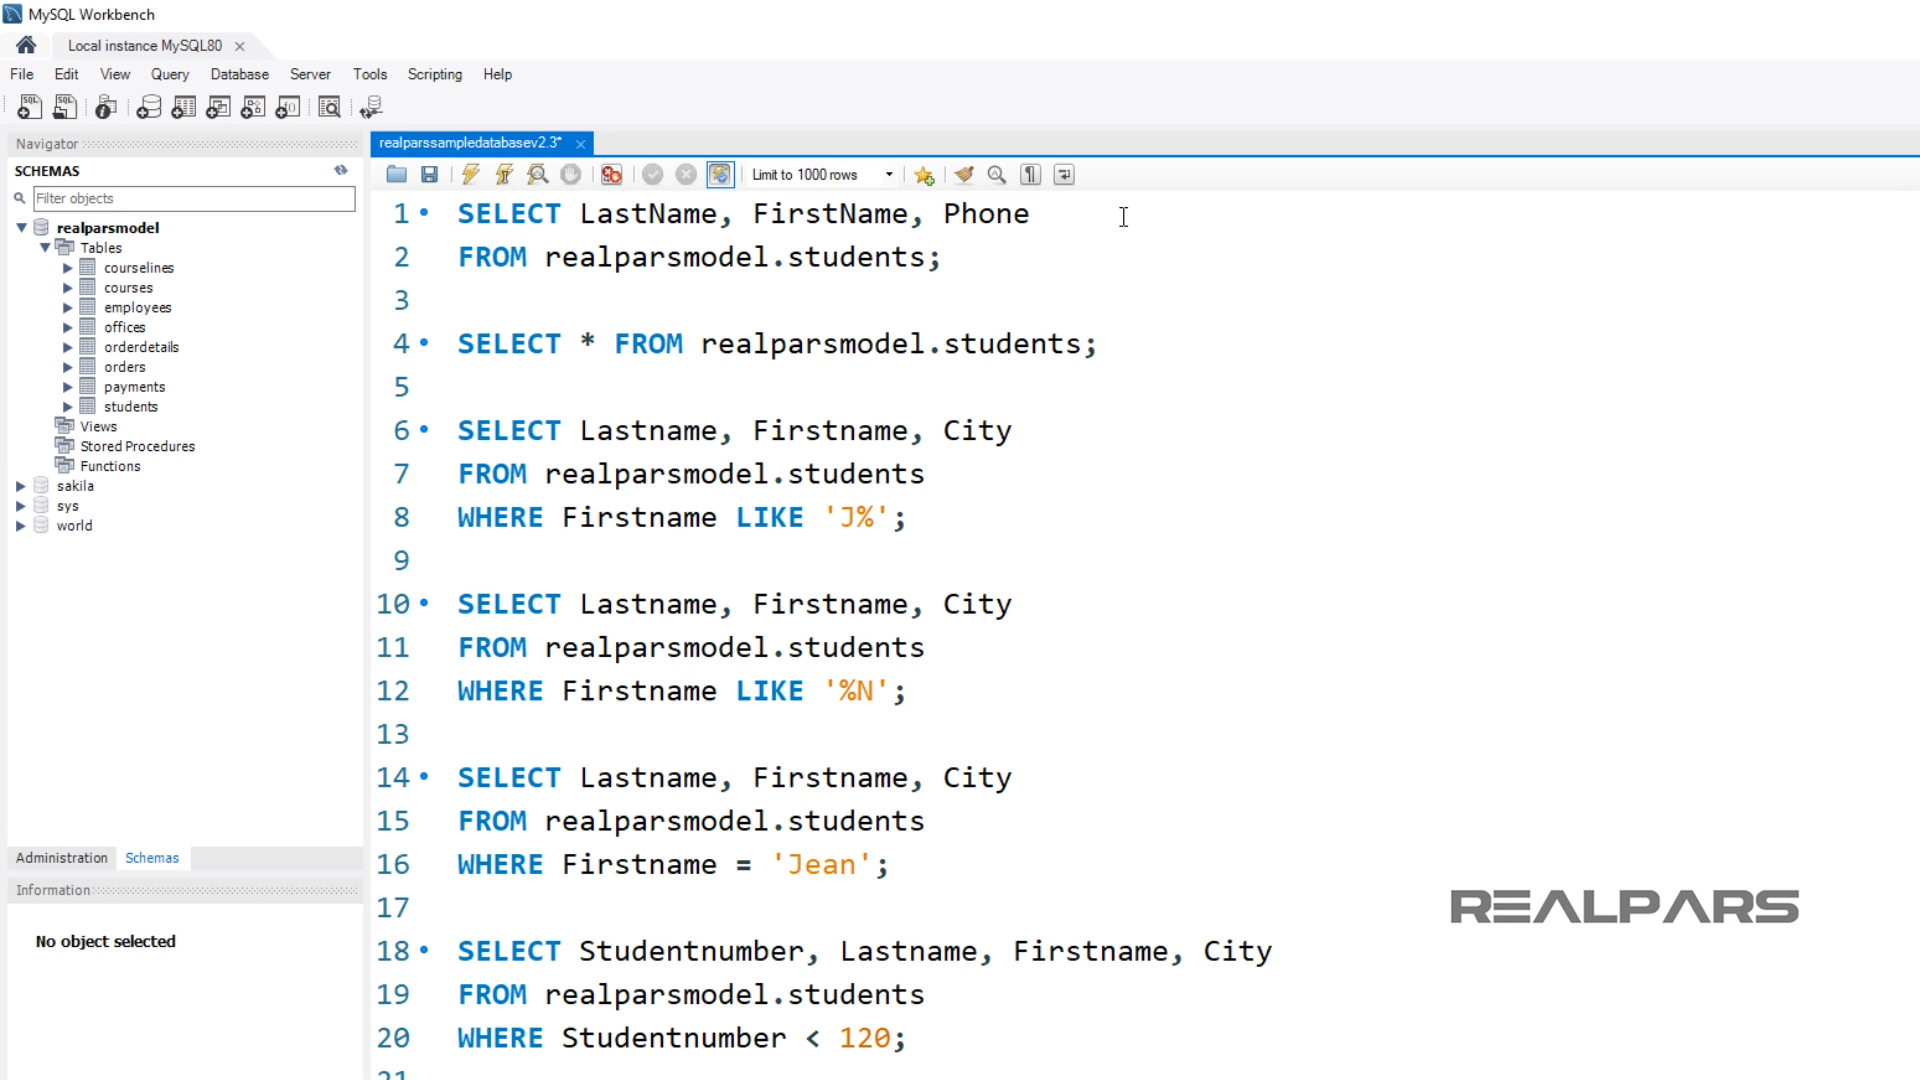 MySQL Workbench
Local instance MySQL80
File Edit View Query Database Server Tools Scripting Help
Navigator
SCHEMAS
Filter objects
realparsmodel
Tables
courselines
courses
employees
offices
orderdetails
orders
payments
students
Views
Stored Procedures
Functions
sakila
sys
world
Administration Schemas
Information
No object selected
realparssampledatabasev2.3*
Limit to 1000 rows
1 SELECT LastName, FirstName, Phone
2 FROM realparsmodel.students;
3
4 SELECT * FROM realparsmodel.students;
5
6 SELECT Lastname, Firstname, City
7 FROM realparsmodel.students
8 WHERE Firstname LIKE 'J%';
9
10 SELECT Lastname, Firstname, City
11 FROM realparsmodel.students
12 WHERE Firstname LIKE '%N';
13
14 SELECT Lastname, Firstname, City
15 FROM realparsmodel.students
16 WHERE Firstname = 'Jean';
17
18 SELECT Studentnumber, Lastname, Firstname, City
19 FROM realparsmodel.students
20 WHERE Studentnumber < 120;
21
REALPARS